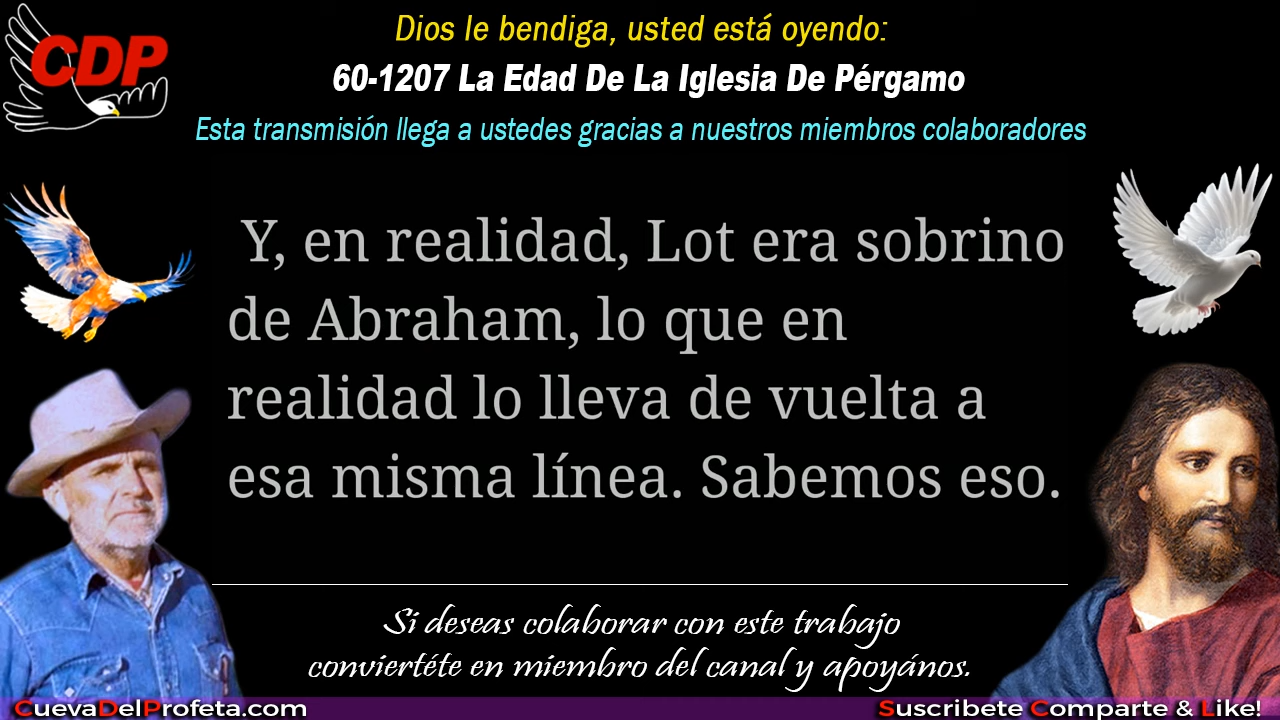 CDP
Dios le bendiga, usted está oyendo:
60-1207 La Edad De La Iglesia De Pérgamo
Esta transmisión llega a ustedes gracias a nuestros miembros colaboradores
Y, en realidad, Lot era sobrino
de Abraham, lo que en
realidad lo lleva de vuelta a
esa misma línea. Sabemos eso.
Si deseas colaborar con este trabajo
conviertéte en miembro del canal y apoyános.
CuevaDelProfeta.com
Suscribete Comparte & Like!